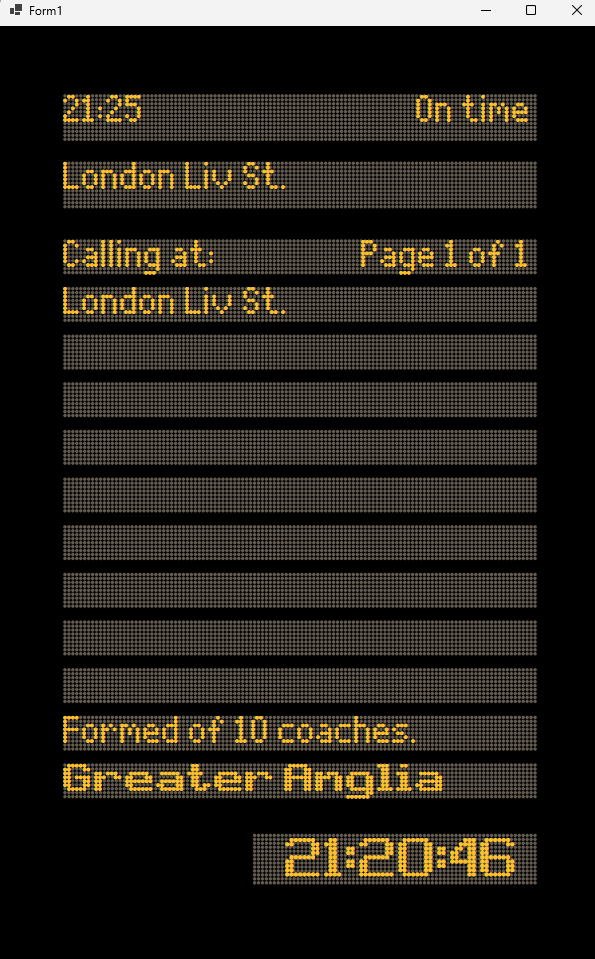 Form1
21:25 On time
London Liv St.
Calling at: Page 1 of 1
London Liv St.
Formed of 10 coaches.
Greater Anglia
21:20:46